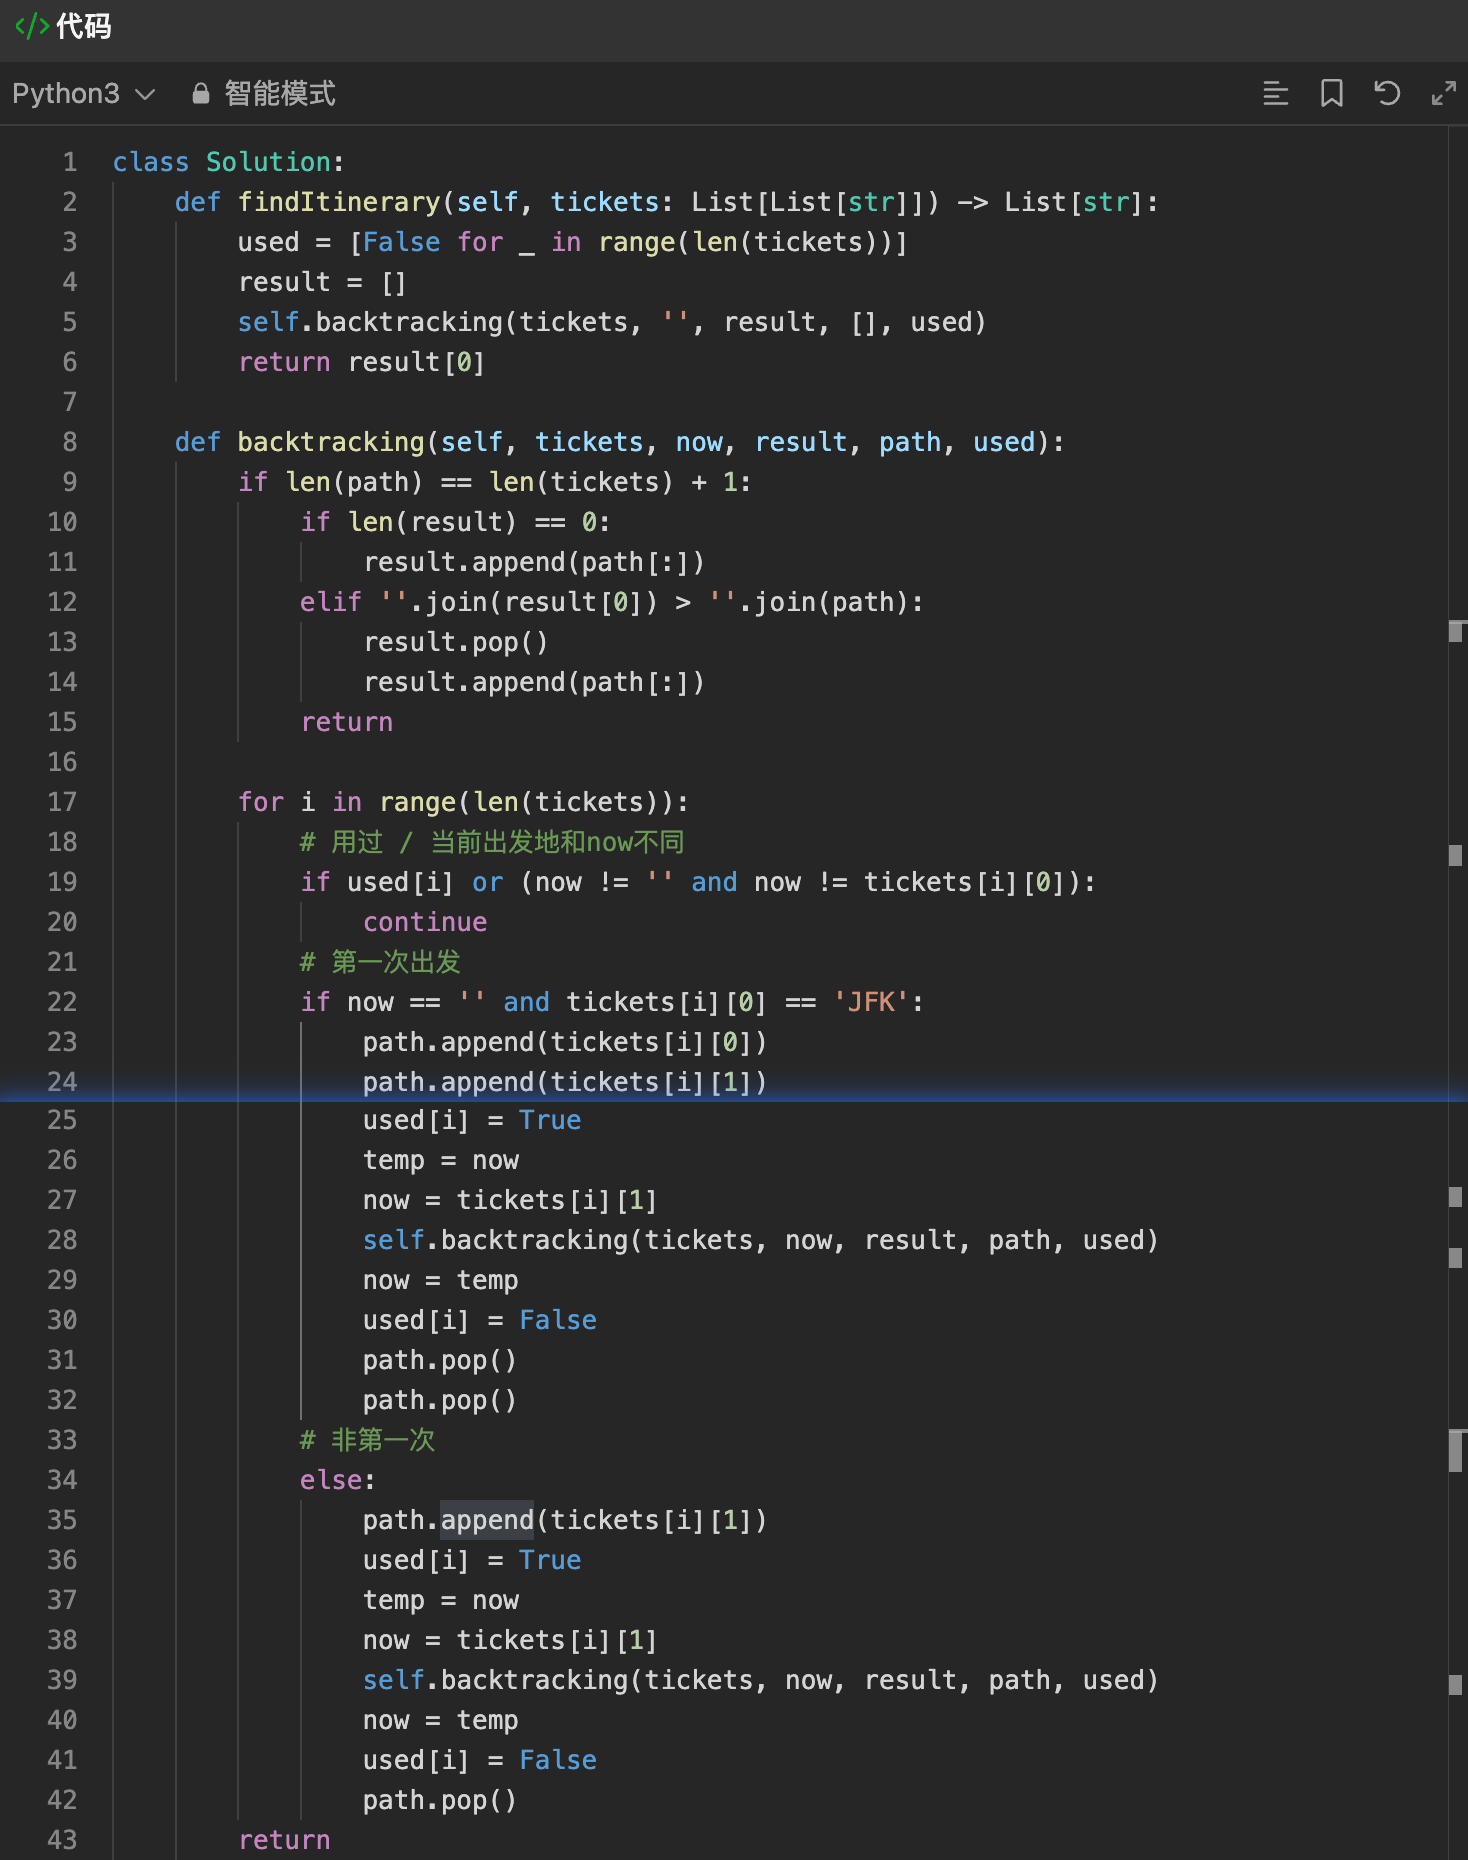 </> 代码
Python3 智能模式
1 class Solution:
2     def findItinerary(self, tickets: List[List[str]]) -> List[str]:
3         used = [False for _ in range(len(tickets))]
4         result = []
5         self.backtracking(tickets, '', result, [], used)
6         return result[0]
7
8     def backtracking(self, tickets, now, result, path, used):
9         if len(path) == len(tickets) + 1:
10             if len(result) == 0:
11                 result.append(path[:])
12             elif ''.join(result[0]) > ''.join(path):
13                 result.pop()
14                 result.append(path[:])
15             return
16
17         for i in range(len(tickets)):
18             # 用过 / 当前出发地和now不同
19             if used[i] or (now != '' and now != tickets[i][0]):
20                 continue
21             # 第一次出发
22             if now == '' and tickets[i][0] == 'JFK':
23                 path.append(tickets[i][0])
24                 path.append(tickets[i][1])
25                 used[i] = True
26                 temp = now
27                 now = tickets[i][1]
28                 self.backtracking(tickets, now, result, path, used)
29                 now = temp
30                 used[i] = False
31                 path.pop()
32                 path.pop()
33             # 非第一次
34             else:
35                 path.append(tickets[i][1])
36                 used[i] = True
37                 temp = now
38                 now = tickets[i][1]
39                 self.backtracking(tickets, now, result, path, used)
40                 now = temp
41                 used[i] = False
42                 path.pop()
43         return